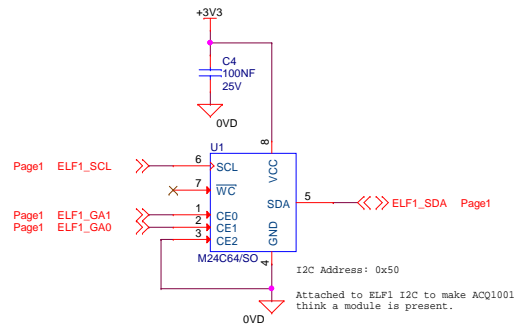 +3V3
C4
100NF
25V
0VD
U1
8
VCC
Page1 ELF1_SCL 6 SCL
7 WC
SDA 5 ELF1_SDA Page1
Page1 ELF1_GA1 1 CE0
Page1 ELF1_GA0 2 CE1
3 CE2
GND
4
M24C64/SO
I2C Address: 0x50
Attached to ELF1 I2C to make ACQ1001
think a module is present.
0VD